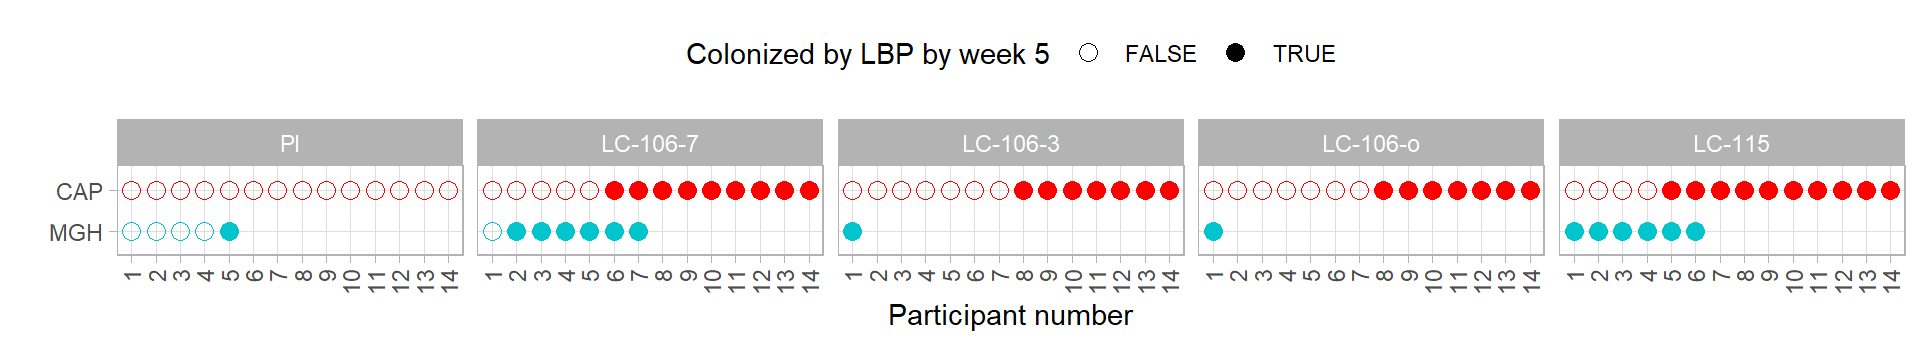 Colonized by LBP by week 5 FALSE TRUE
Pl LC-106-7 LC-106-3 LC-106-o LC-115
CAP
MGH
1 2 3 4 5 6 7 8 9 10 11 12 13 14 1 2 3 4 5 6 7 8 9 10 11 12 13 14 1 2 3 4 5 6 7 8 9 10 11 12 13 14 1 2 3 4 5 6 7 8 9 10 11 12 13 14 1 2 3 4 5 6 7 8 9 10 11 12 13 14
Participant number